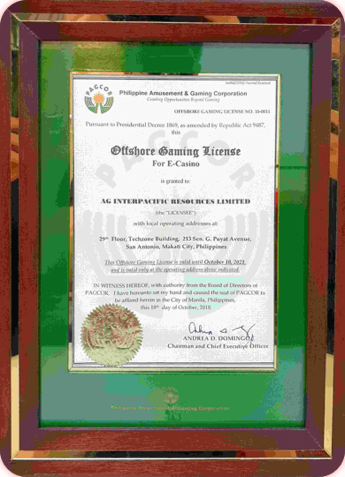 PAGCOR
Philippine Amusement & Gaming Corporation
Creating Opportunities Beyond Gaming
OFFSHORE GAMING LICENSE NO.
Pursuant to Presidential Decree 1869, as amended by Republic Act 9487,
this
Offshore Gaming License
For E-Casino
is granted to:
AG INTERPACIFIC RESOURCES LIMITED
(the "LICENSEE")
with local operating addresses at:
29th Floor, Techzone Building, 213 Sen. G. Puyat Avenue,
San Antonio, Makati City, Philippines
This Offshore Gaming License is valid until October 10, 2021,
and is valid only at the operating address above indicated.
IN WITNESS HEREOF, with authority from the Board of Directors of
PAGCOR, I have hereunto set my hand and caused the seal of PAGCOR to
be affixed herein in the City of Manila, Philippines,
this day of October, 2018.
ANDREA D. DOMINGO
Chairman and Chief Executive Officer
Philippine Amusement & Gaming Corporation